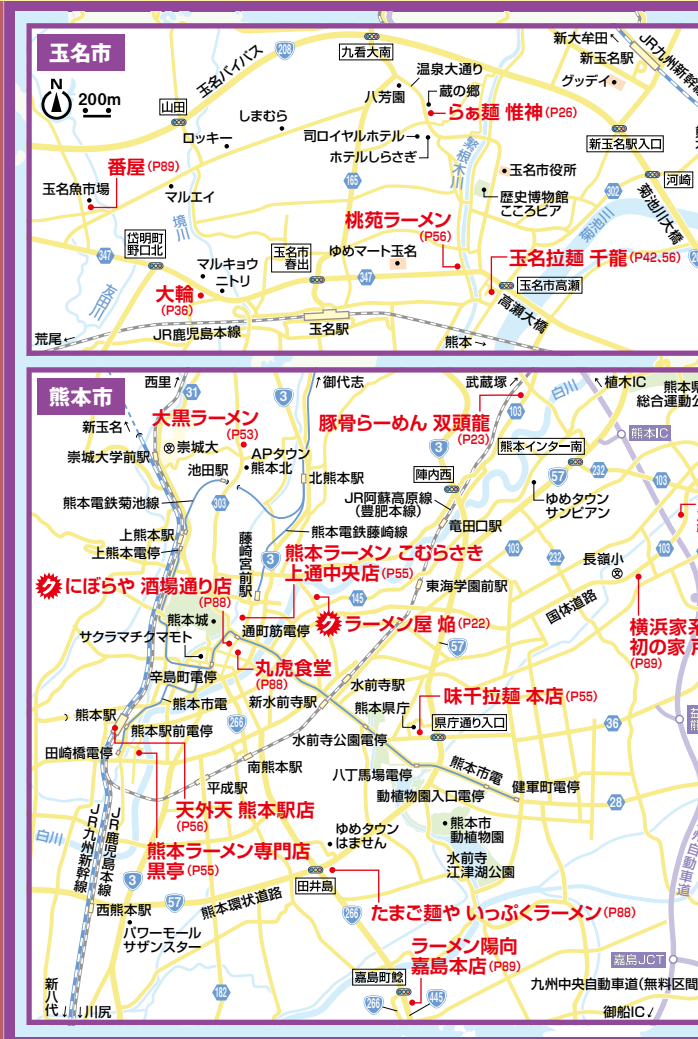 玉名市
N
200m
208
玉名バイパス
九看大南
新大牟田↖
JR九州新幹
新玉名駅
グッデイ
温泉大通り
八芳園
蔵の郷
らぁ麺 惟神(P26)
山田
しまむら
ロッキー
司ロイヤルホテル
ホテルしらさぎ
繁根木川
新玉名駅入口
番屋(P89)
玉名魚市場
マルエイ
境川
165
玉名市役所
歴史博物館
こころピア
河崎
302
菊池川
菊池川大橋
桃苑ラーメン
(P56)
岱明町
野口北
347
玉名市
春出
ゆめマート玉名
玉名拉麺 千龍(P42.56)
マルキョウ
ニトリ
347
玉名市高瀬
友田川
大輪
(P36)
高瀬大橋
荒尾←
JR鹿児島本線
玉名駅
熊本→
熊本市
西里↗
31
3
↑御代志
武蔵塚↗
白川
↖植木IC
熊本県
総合運動公
大黒ラーメン
(P53)
新玉名↖
豚骨らーめん 双頭龍
(P23)
103
熊本IC
崇城大学前駅
崇城大
APタウン
熊本北
池田駅
3
熊本インター南
陣内西
北熊本駅
57
232
232
103
熊本電鉄菊池線
303
JR阿蘇高原線
(豊肥本線)
ゆめタウン
サンピアン
上熊本駅
上熊本電停
藤崎宮前駅
熊本電鉄藤崎線
竜田口駅
3
熊本ラーメン こむらさき
上通中央店(P55)
103
232
長嶺小
103
にぼらや 酒場通り店
(P88)
145
東海学園前駅
国体道路
熊本城
サクラマチクマモト
通町筋電停
ラーメン屋 焔(P22)
横浜家系
初の家
(P89)
57
丸虎食堂
(P88)
辛島町電停
水前寺駅
味千拉麺 本店(P55)
熊本市電
新水前寺駅
熊本県庁
県庁通り入口
熊本駅
266
36
熊本駅前電停
水前寺公園電停
田崎橋電停
南熊本駅
八丁馬場電停
熊本市電
健軍町電停
平成駅
動植物園入口電停
28
天外天 熊本駅店
(P56)
JR鹿児島本線
JR九州新幹線
ゆめタウン
はません
熊本市
動植物園
白川
熊本ラーメン専門店
黒亭(P55)
水前寺
江津湖公園
州自動車道
3
57
田井島
西熊本駅
熊本環状道路
266
たまご麺や いっぷくラーメン(P88)
パワーモール
サザンスター
ラーメン陽向
嘉島本店(P89)
嘉島JCT
新八代↓
↓川尻
182
嘉島町鯰
266
445
九州中央自動車道(無料区間
御船IC↙